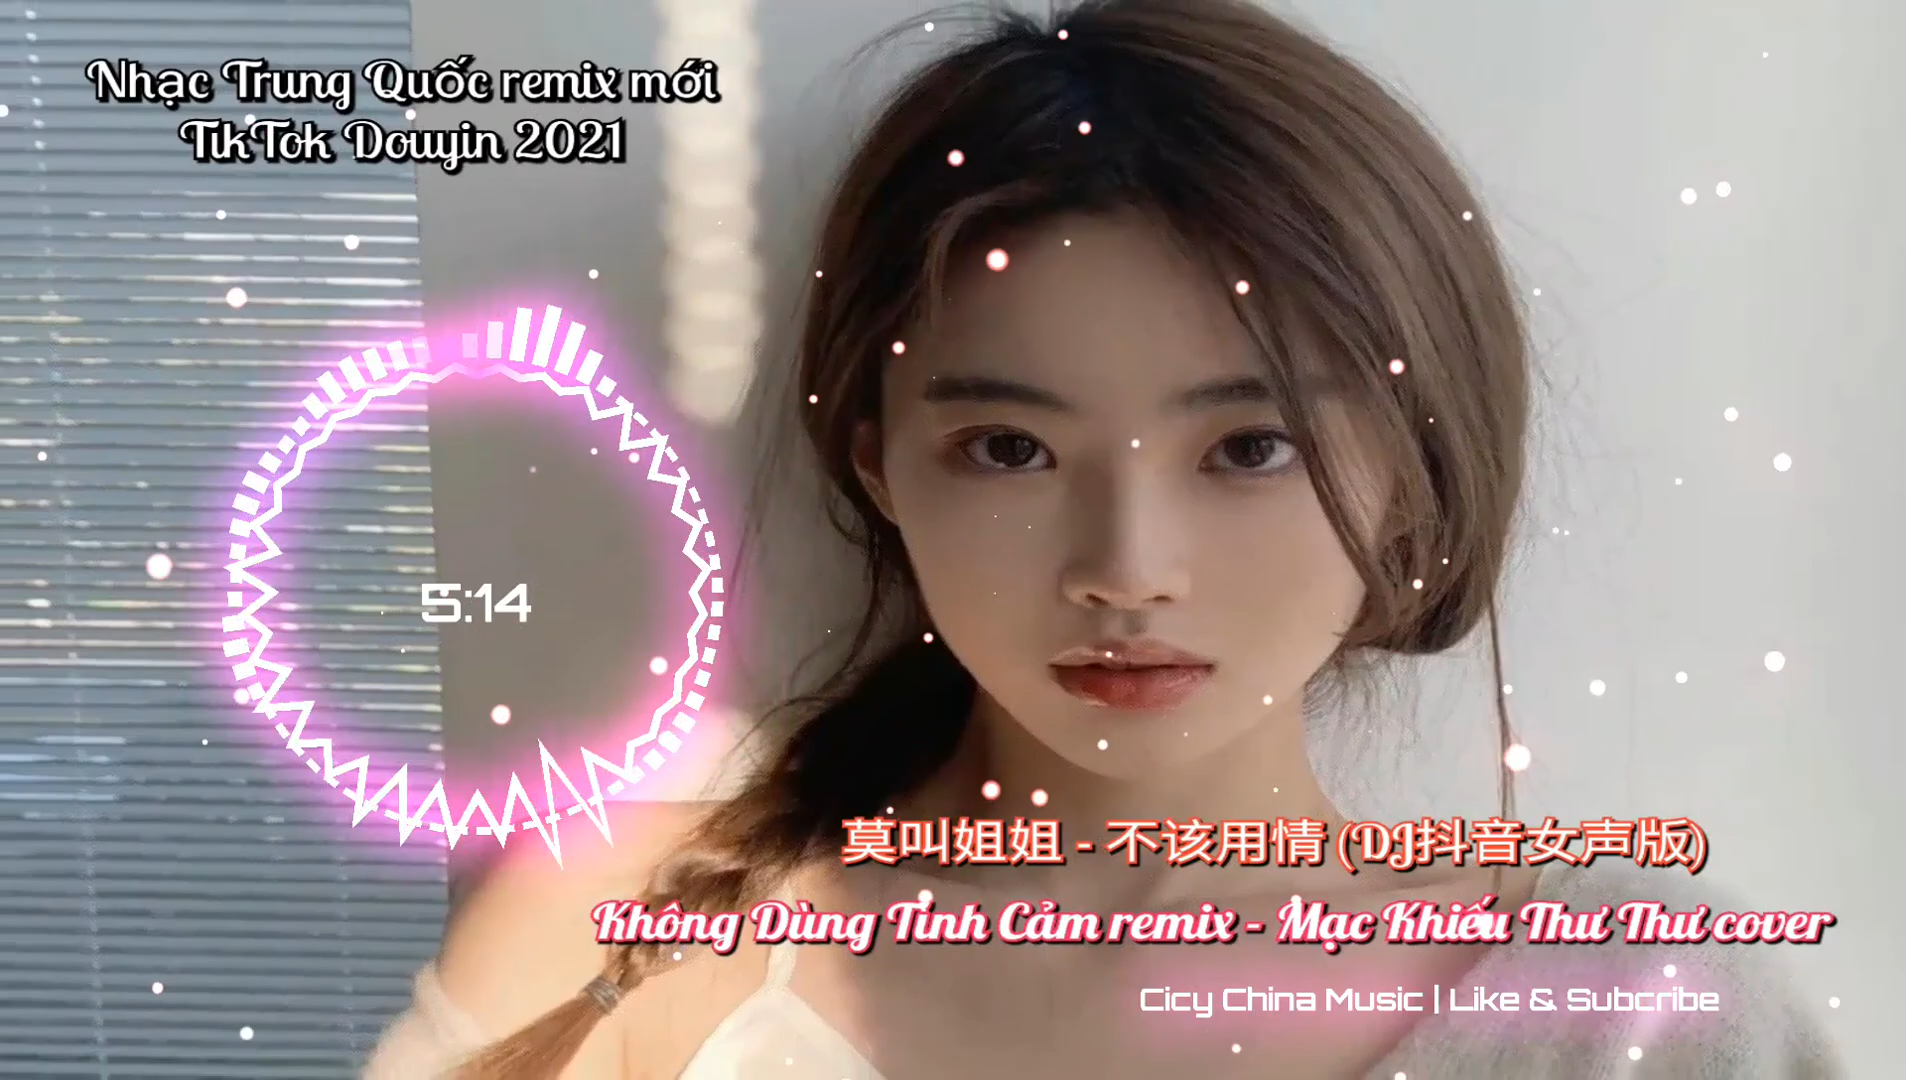 Nhạc Trung Quốc remix mới
TikTok Douyin 2021
5:14
莫叫姐姐 - 不该用情 (DJ抖音女声版)
Không Dùng Tình Cảm remix - Mạc Khiếu Thư Thư cover
Cicy China Music | Like & Subcribe